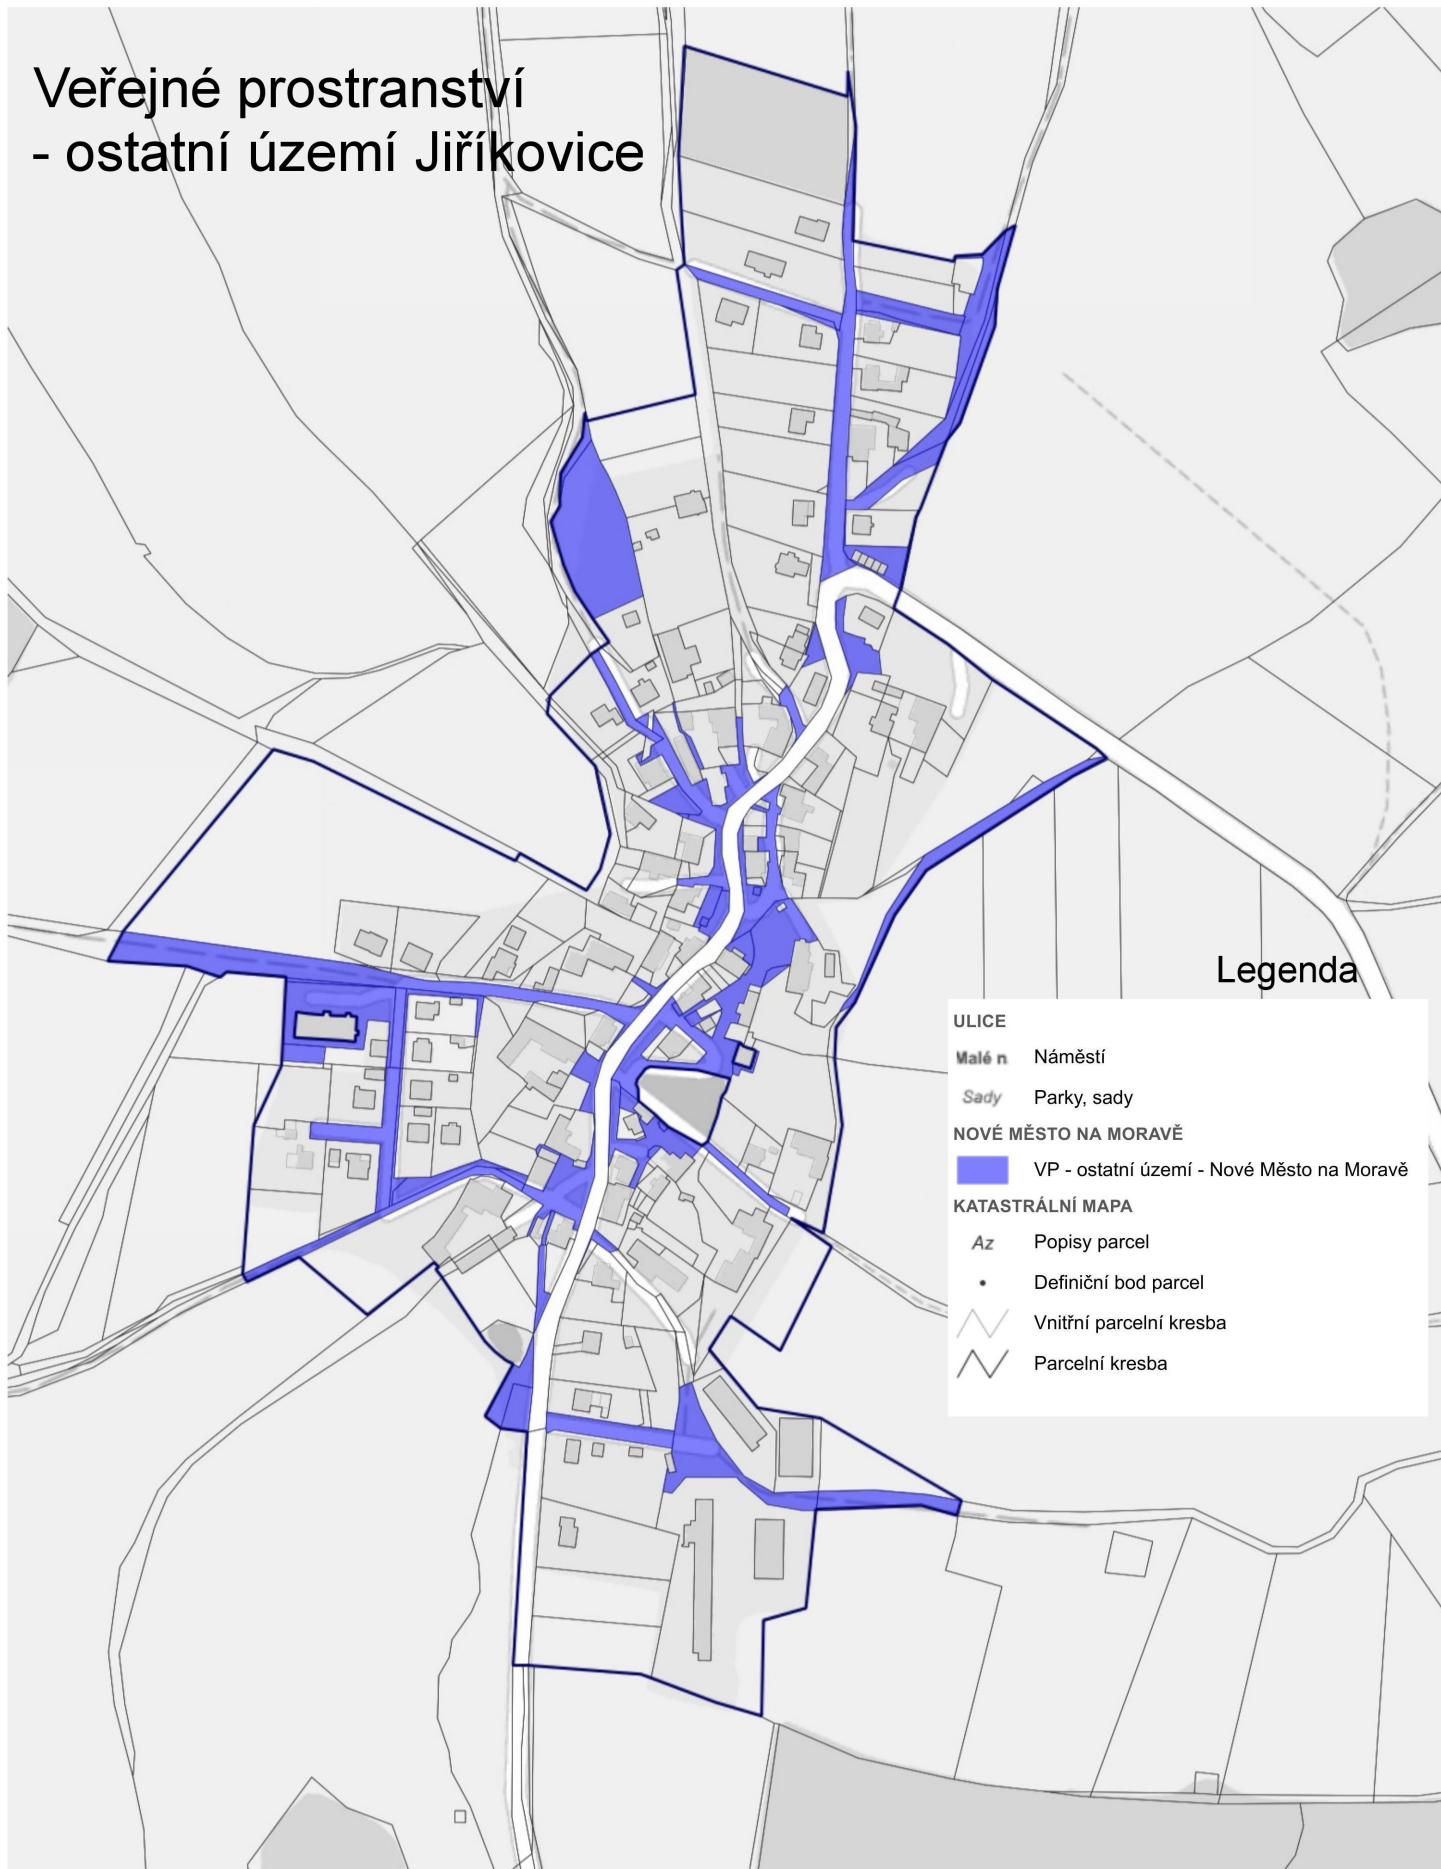 Veřejné prostranství
- ostatní území Jiříkovice
Legenda
ULICE
Malé n Náměstí
Sady Parky, sady
NOVÉ MĚSTO NA MORAVĚ
VP - ostatní území - Nové Město na Moravě
KATASTRÁLNÍ MAPA
Az Popisy parcel
Definiční bod parcel
Vnitřní parcelní kresba
Parcelní kresba